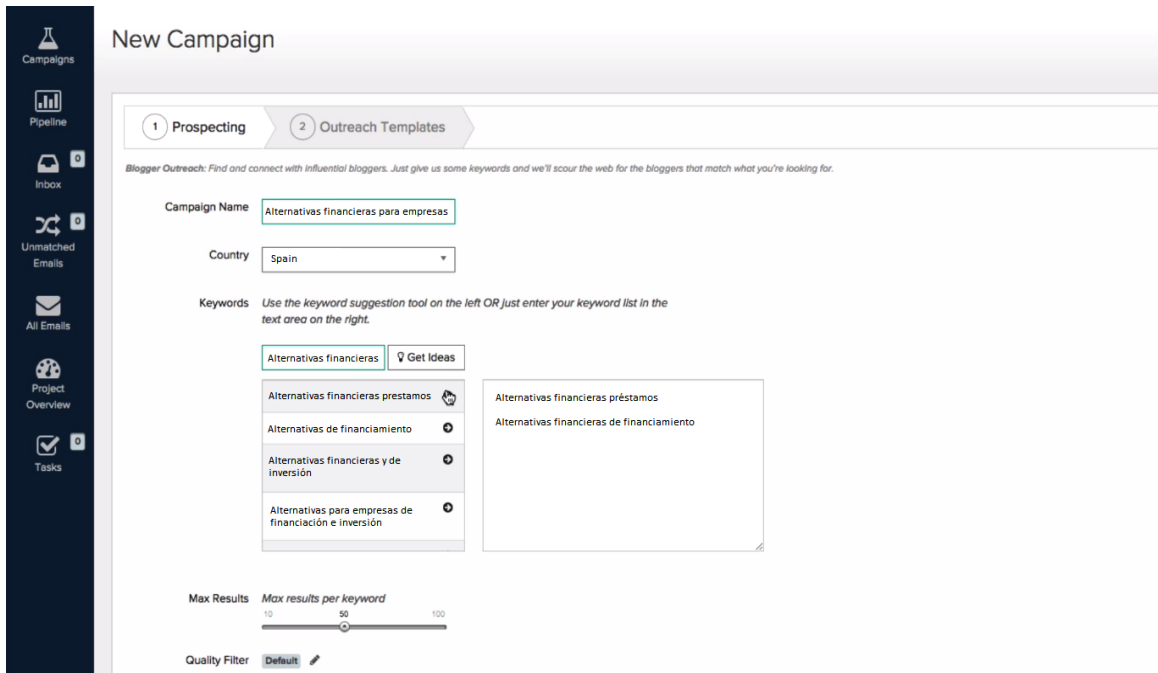 New Campaign
Campaigns
Pipeline
0
Inbox
0
Unmatched
Emails
All Emails
Project
Overview
0
Tasks
1 Prospecting
2 Outreach Templates
Blogger Outreach: Find and connect with influential bloggers. Just give us some keywords and we'll scour the web for the bloggers that match what you're looking for.
Campaign Name
Alternativas financieras para empresas
Country
Spain
Keywords
Use the keyword suggestion tool on the left OR just enter your keyword list in the
text area on the right.
Alternativas financieras
Get Ideas
Alternativas financieras prestamos
Alternativas de financiamiento
Alternativas financieras y de
inversión
Alternativas para empresas de
financiación e inversión
Alternativas financieras préstamos
Alternativas financieras de financiamiento
Max Results
Max results per keyword
10 50 100
Quality Filter
Default